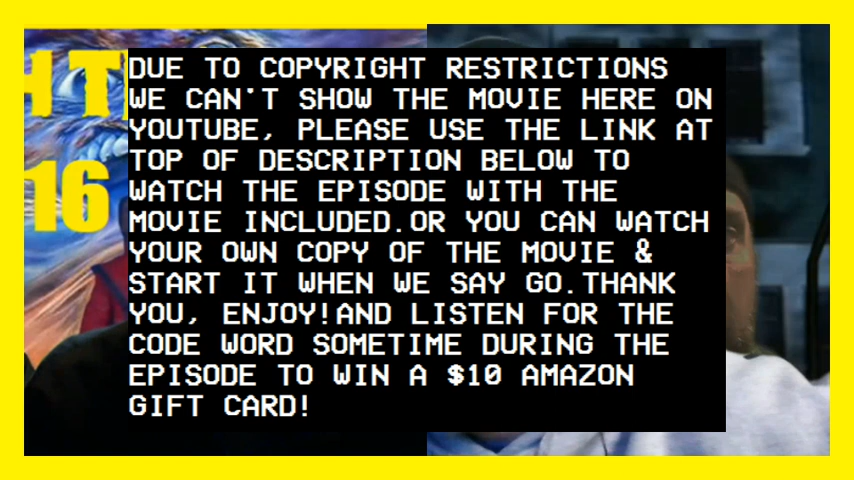 H T
16
DUE TO COPYRIGHT RESTRICTIONS
WE CAN'T SHOW THE MOVIE HERE ON
YOUTUBE, PLEASE USE THE LINK AT
TOP OF DESCRIPTION BELOW TO
WATCH THE EPISODE WITH THE
MOVIE INCLUDED.OR YOU CAN WATCH
YOUR OWN COPY OF THE MOVIE &
START IT WHEN WE SAY GO.THANK
YOU, ENJOY!AND LISTEN FOR THE
CODE WORD SOMETIME DURING THE
EPISODE TO WIN A $10 AMAZON
GIFT CARD!